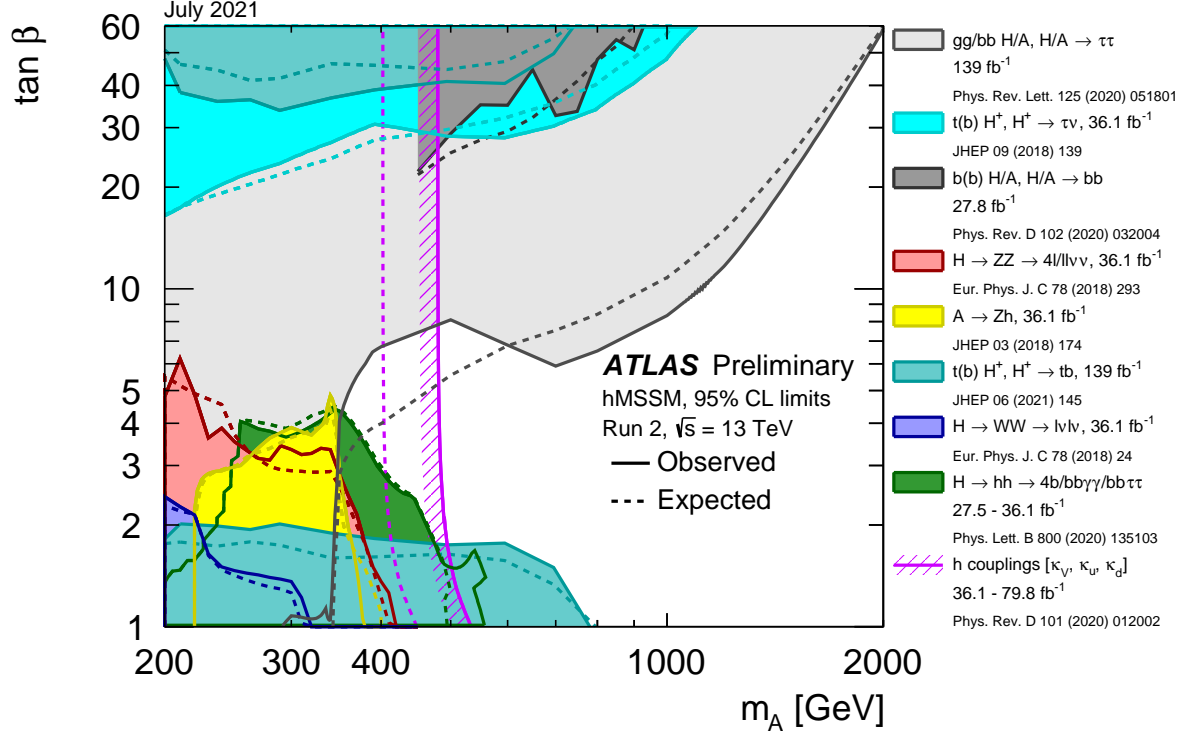 July 2021
tan β
60
40
30
20
10
5
4
3
2
1
200
300
400
1000
2000
m_A [GeV]
ATLAS Preliminary
hMSSM, 95% CL limits
Run 2, √s = 13 TeV
Observed
Expected
gg/bb H/A, H/A → ττ
139 fb⁻¹
Phys. Rev. Lett. 125 (2020) 051801
t(b) H⁺, H⁺ → τν, 36.1 fb⁻¹
JHEP 09 (2018) 139
b(b) H/A, H/A → bb
27.8 fb⁻¹
Phys. Rev. D 102 (2020) 032004
H → ZZ → 4l/llνν, 36.1 fb⁻¹
Eur. Phys. J. C 78 (2018) 293
A → Zh, 36.1 fb⁻¹
JHEP 03 (2018) 174
t(b) H⁺, H⁺ → tb, 139 fb⁻¹
JHEP 06 (2021) 145
H → WW → lνlν, 36.1 fb⁻¹
Eur. Phys. J. C 78 (2018) 24
H → hh → 4b/bbγγ/bbττ
27.5 - 36.1 fb⁻¹
Phys. Lett. B 800 (2020) 135103
h couplings [κ_V, κ_u, κ_d]
36.1 - 79.8 fb⁻¹
Phys. Rev. D 101 (2020) 012002